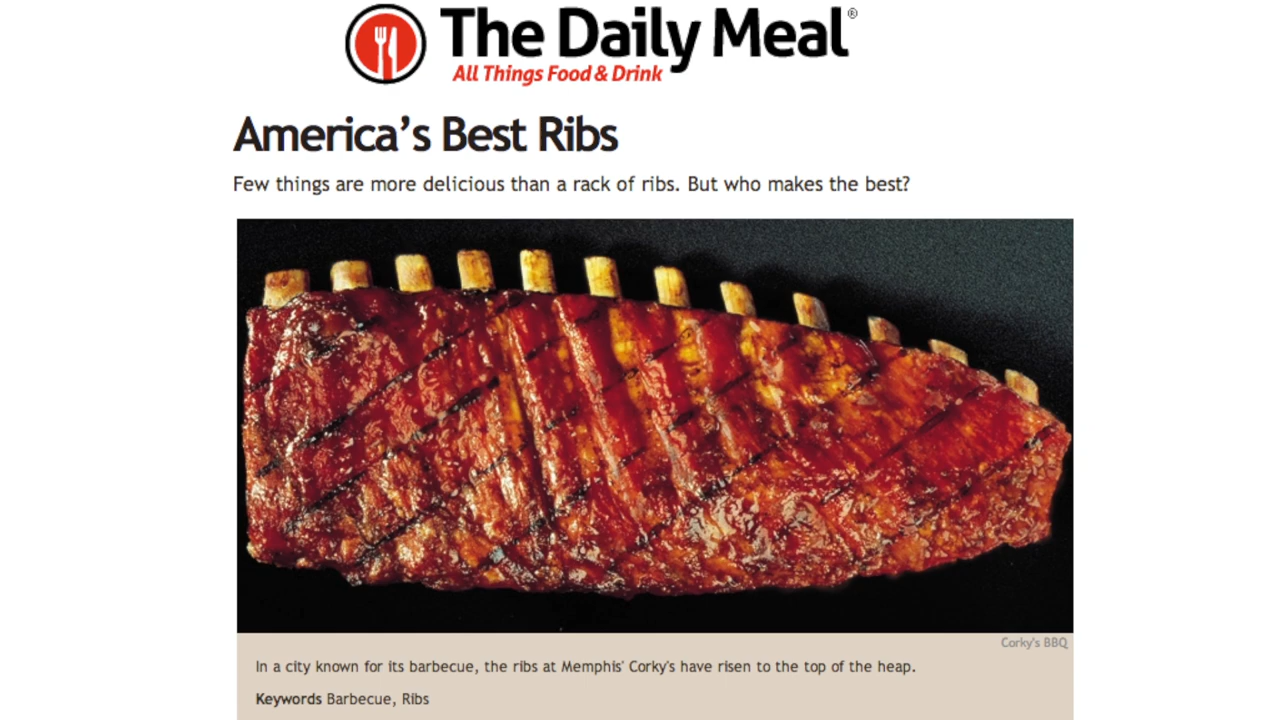 The Daily Meal®
All Things Food & Drink
America’s Best Ribs
Few things are more delicious than a rack of ribs. But who makes the best?
Corky's BBQ
In a city known for its barbecue, the ribs at Memphis' Corky's have risen to the top of the heap.
Keywords Barbecue, Ribs